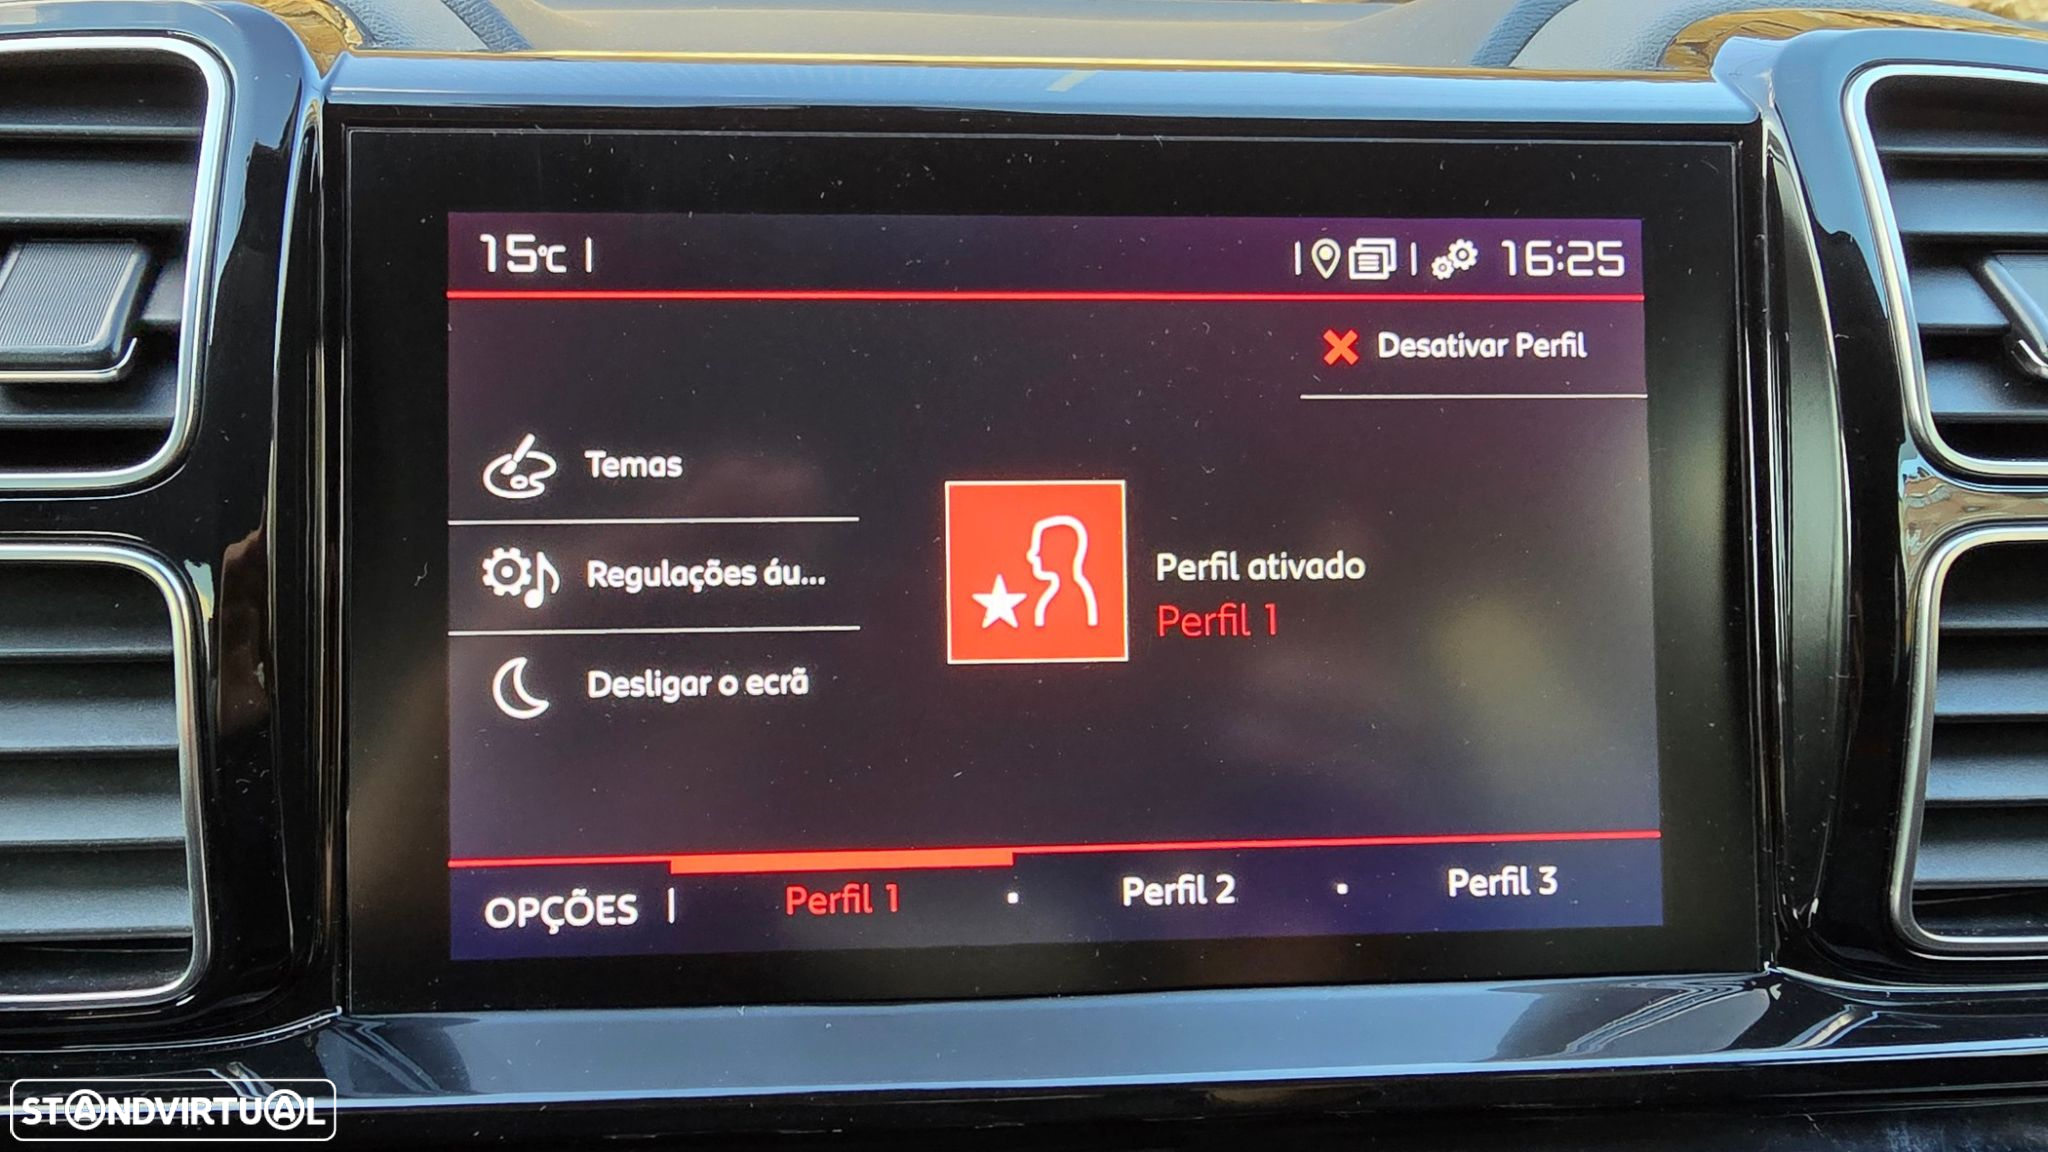 15°C
16:25
Desativar Perfil
Temas
Regulações áu...
Desligar o ecrã
Perfil ativado
Perfil 1
OPÇÕES
Perfil 1
Perfil 2
Perfil 3
STANDVIRTUAL